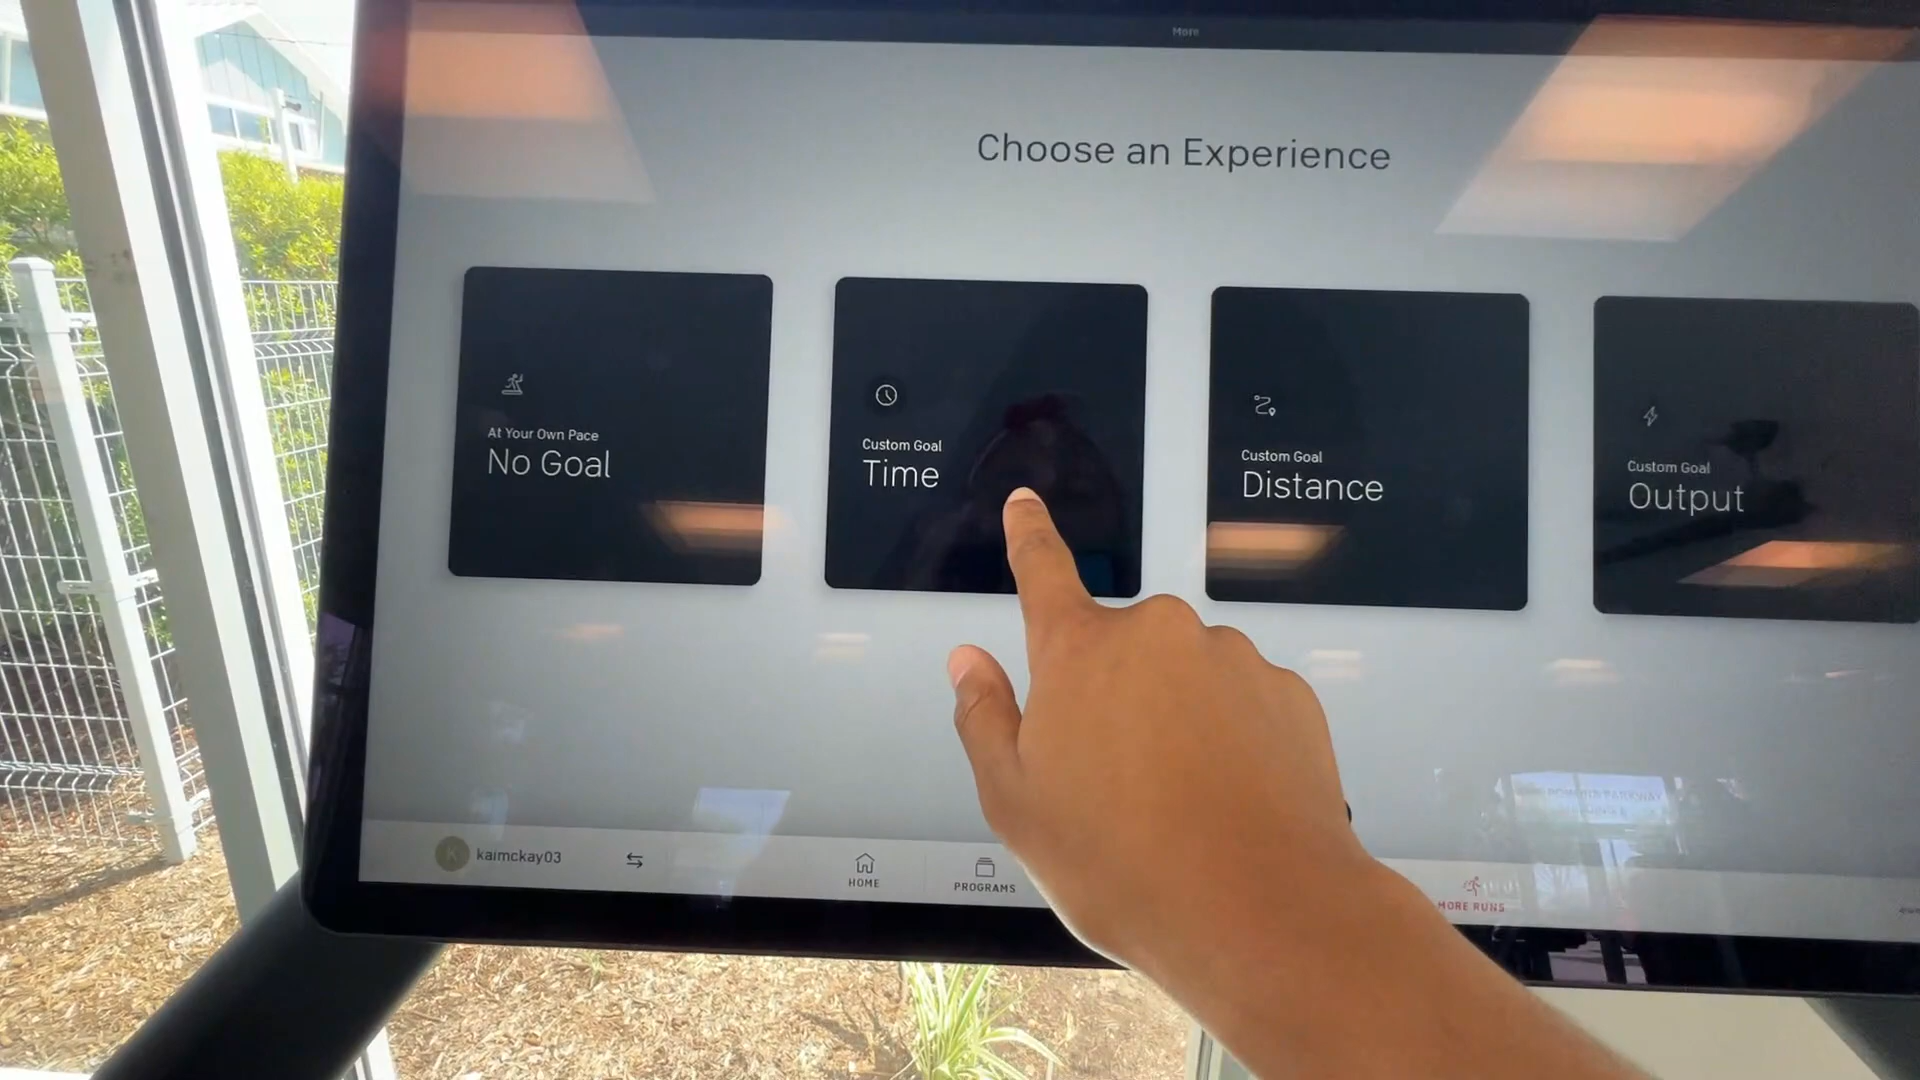 More
Choose an Experience
At Your Own Pace
No Goal
Custom Goal
Time
Custom Goal
Distance
Custom Goal
Output
kaimckay03
HOME
PROGRAMS
MORE RUNS